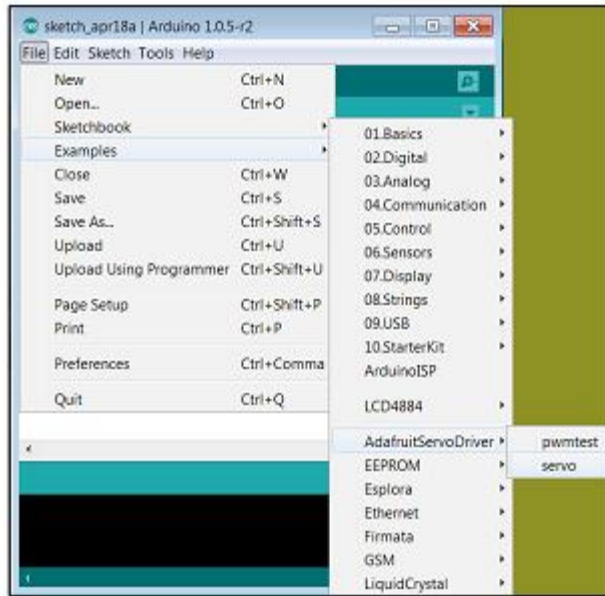 sketch_apr18a | Arduino 1.0.5-r2
File Edit Sketch Tools Help
New Ctrl+N
Open... Ctrl+O
Sketchbook
Examples
Close Ctrl+W
Save Ctrl+S
Save As... Ctrl+Shift+S
Upload Ctrl+U
Upload Using Programmer Ctrl+Shift+U
Page Setup Ctrl+Shift+P
Print Ctrl+P
Preferences Ctrl+Comma
Quit Ctrl+Q
01.Basics
02.Digital
03.Analog
04.Communication
05.Control
06.Sensors
07.Display
08.Strings
09.USB
10.StarterKit
ArduinoISP
LCD4884
AdafruitServoDriver
EEPROM
Esplora
Ethernet
Firmata
GSM
LiquidCrystal
pwmtest
servo